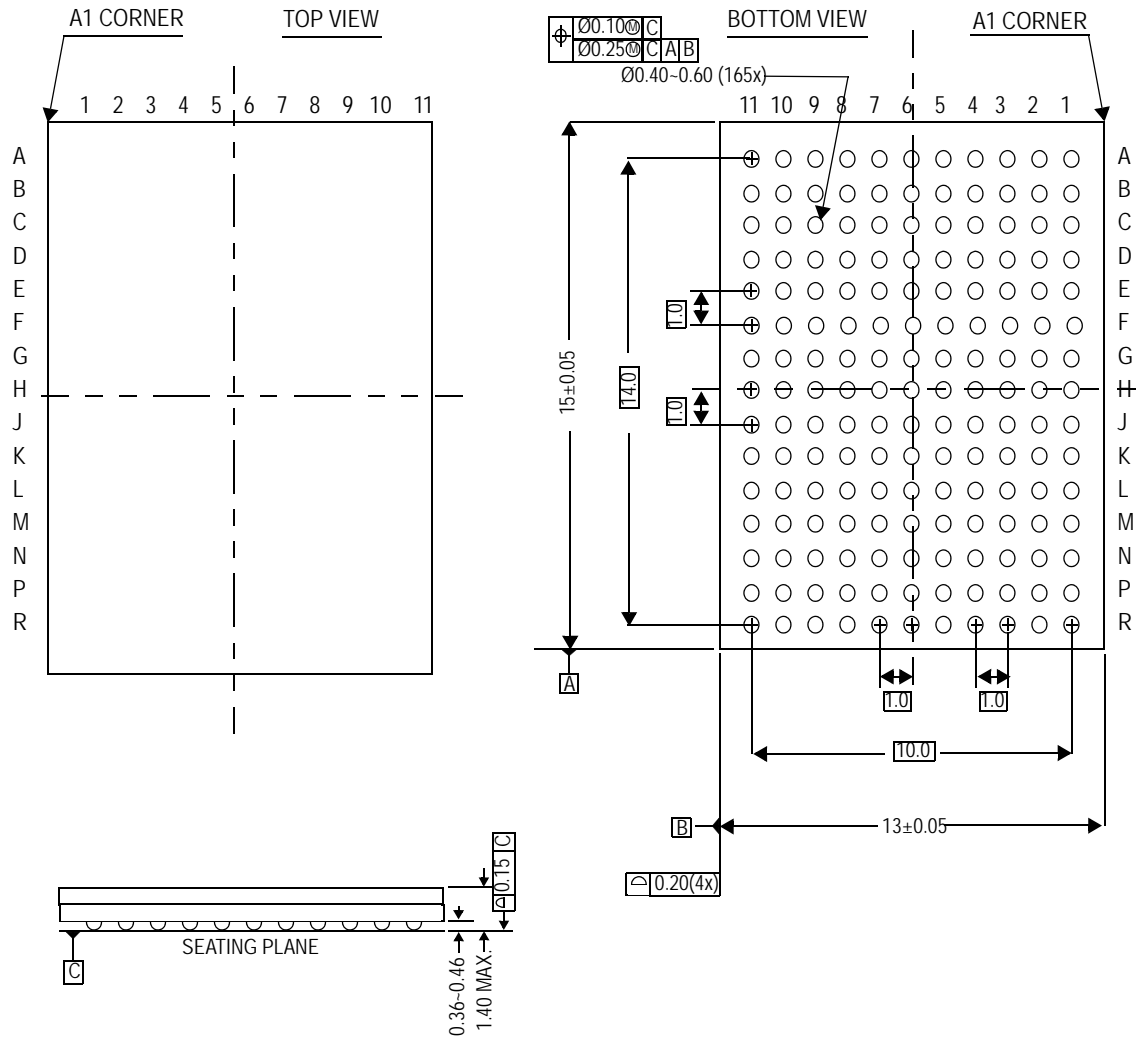 A1 CORNER
TOP VIEW
1 2 3 4 5 6 7 8 9 10 11
A
B
C
D
E
F
G
H
J
K
L
M
N
P
R
Ø0.10Ⓜ C
Ø0.25Ⓜ C A B
Ø0.40~0.60 (165x)
BOTTOM VIEW
A1 CORNER
11 10 9 8 7 6 5 4 3 2 1
A
B
C
D
E
F
G
H
J
K
L
M
N
P
R
15±0.05
14.0
1.0
1.0
A
1.0
1.0
10.0
B
13±0.05
0.20(4x)
0.15 C
SEATING PLANE
C
0.36~0.46
1.40 MAX.